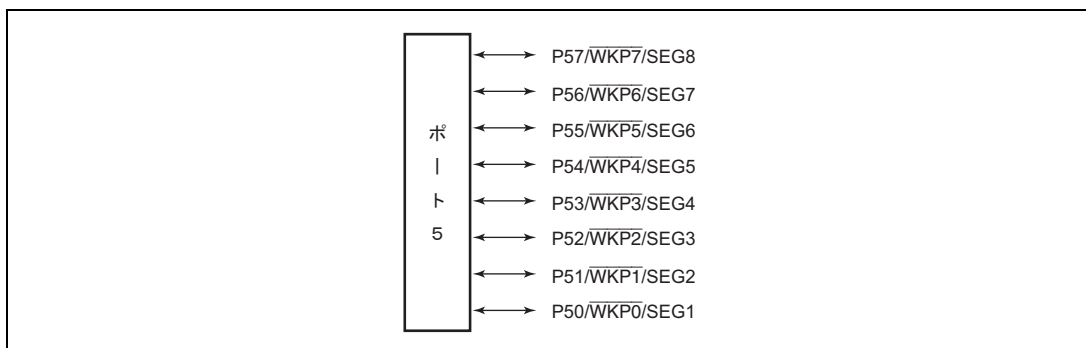 ポート5
P57/WKP7/SEG8
P56/WKP6/SEG7
P55/WKP5/SEG6
P54/WKP4/SEG5
P53/WKP3/SEG4
P52/WKP2/SEG3
P51/WKP1/SEG2
P50/WKP0/SEG1